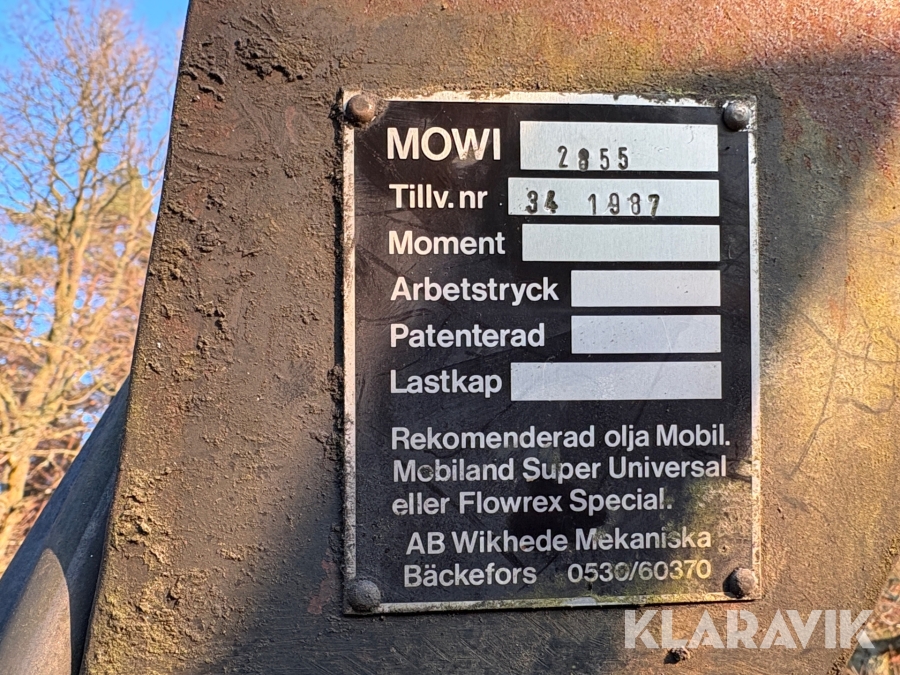 MOWI 2855
Tillv. nr 34 1987
Moment
Arbetstryck
Patenterad
Lastkap
Rekomenderad olja Mobil.
Mobiland Super Universal
eller Flowrex Special.
AB Wikhede Mekaniska
Bäckefors 0530/60370
KLARAVIK